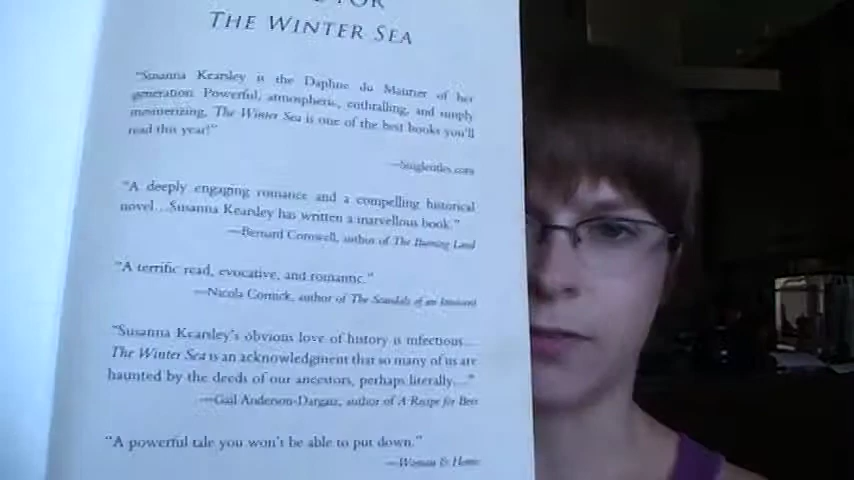 FOR
THE WINTER SEA
"Susanna Kearsley is the Daphne du Maurier of her
generation. Powerful, atmospheric, enthralling, and simply
mesmerizing, The Winter Sea is one of the best books you'll
read this year!"
—Singletitles.com
"A deeply engaging romance and a compelling historical
novel...Susanna Kearsley has written a marvellous book."
—Bernard Cornwell, author of The Burning Land
"A terrific read, evocative, and romantic."
—Nicola Cornick, author of The Scandals of an Innocent
"Susanna Kearsley's obvious love of history is infectious...
The Winter Sea is an acknowledgment that so many of us are
haunted by the deeds of our ancestors, perhaps literally..."
—Gail Anderson-Dargatz, author of A Recipe for Bees
"A powerful tale you won't be able to put down."
—Woman & Home